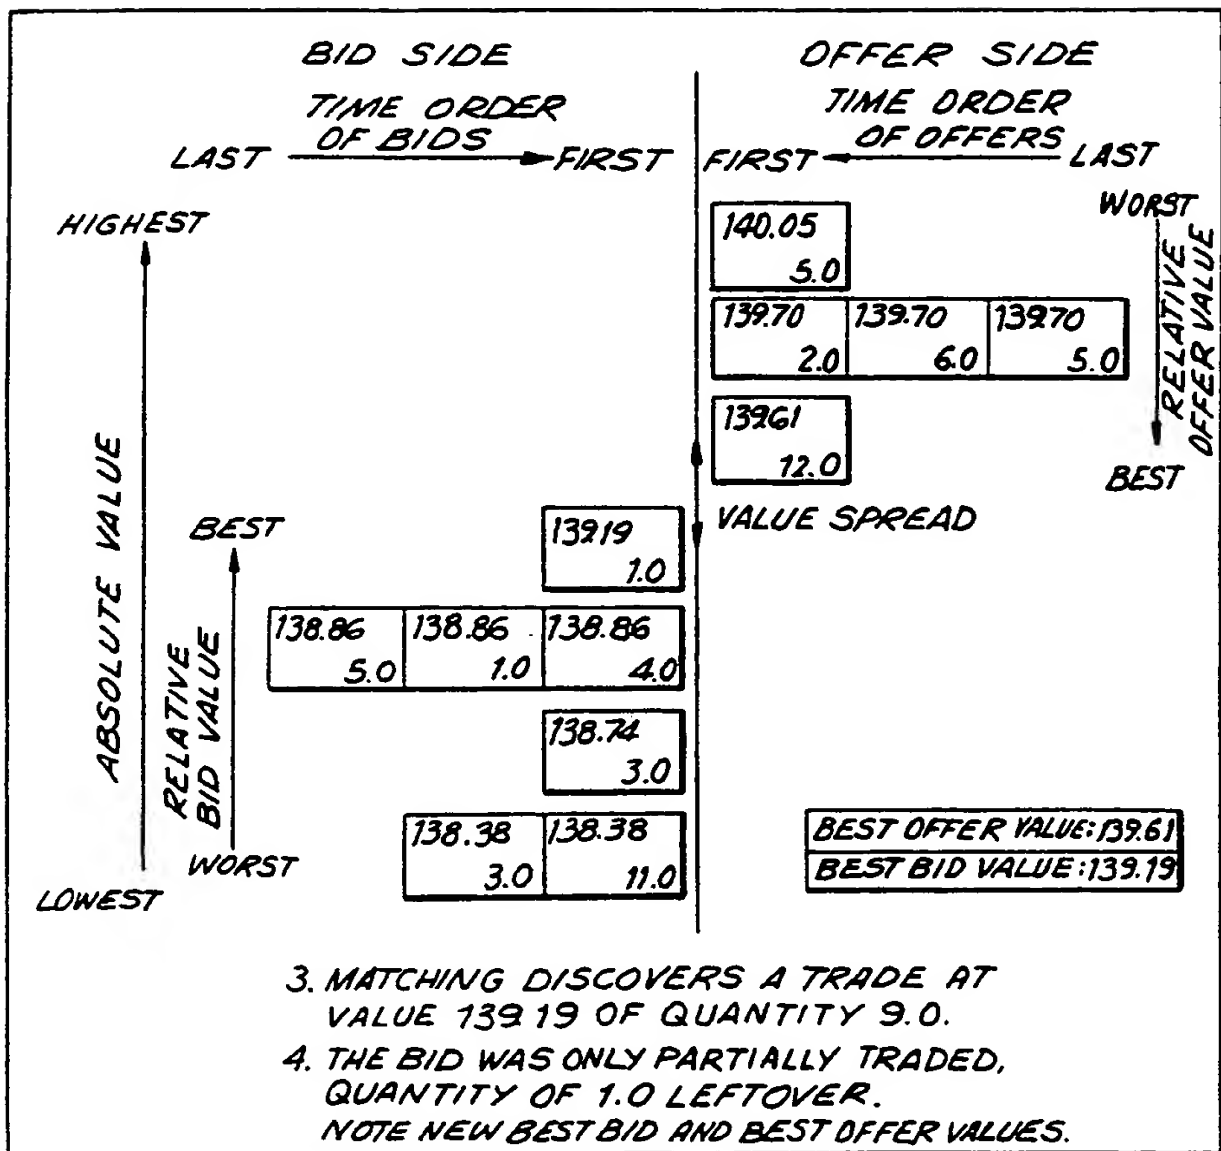 BID SIDE
OFFER SIDE
TIME ORDER
OF BIDS
TIME ORDER
OF OFFERS
LAST
FIRST
FIRST
LAST
HIGHEST
ABSOLUTE VALUE
LOWEST
BEST
RELATIVE
BID VALUE
WORST
WORST
RELATIVE
OFFER VALUE
BEST
140.05
5.0
139.70 139.70 139.70
2.0 6.0 5.0
139.61
12.0
VALUE SPREAD
139.19
1.0
138.86 138.86 138.86
5.0 1.0 4.0
138.74
3.0
138.38 138.38
3.0 11.0
BEST OFFER VALUE:139.61
BEST BID VALUE:139.19
3. MATCHING DISCOVERS A TRADE AT
VALUE 139.19 OF QUANTITY 9.0.
4. THE BID WAS ONLY PARTIALLY TRADED,
QUANTITY OF 1.0 LEFTOVER.
NOTE NEW BEST BID AND BEST OFFER VALUES.